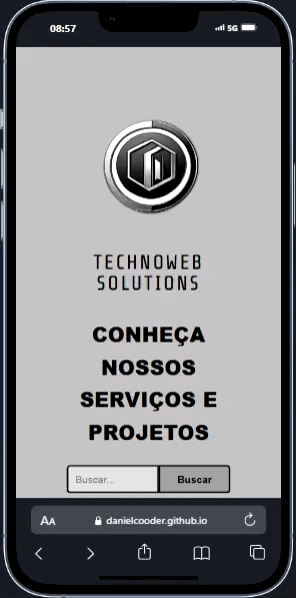 08:57
5G
TECHNOWEB
SOLUTIONS
CONHEÇA
NOSSOS
SERVIÇOS E
PROJETOS
Buscar... Buscar
AA danielcooder.github.io